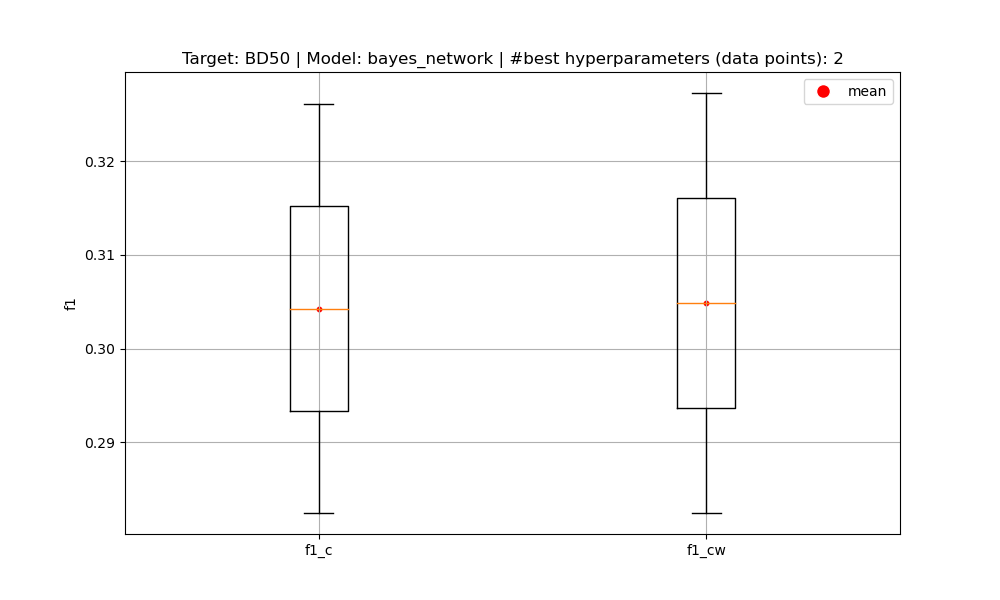 Target: BD50 | Model: bayes_network | #best hyperparameters (data points): 2
mean
0.32
0.31
0.30
0.29
f1
f1_c
f1_cw